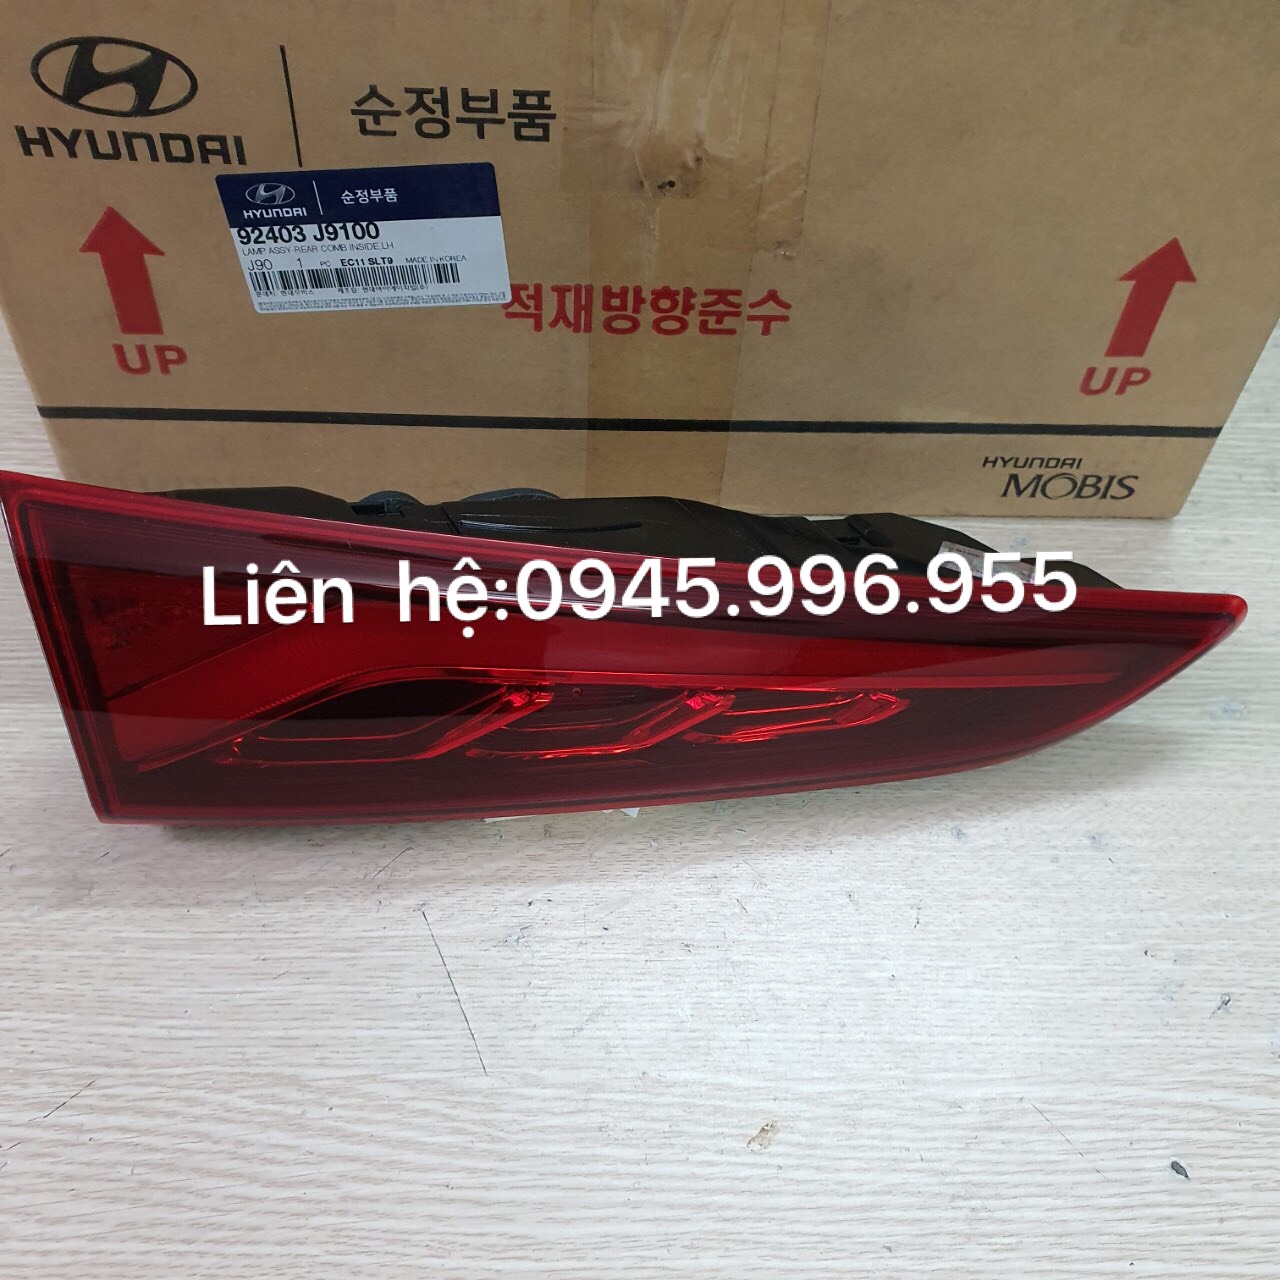 HYUNDAI
순정부품
HYUNDAI
순정부품
92403 J9100
LAMP ASSY-REAR COMB INSIDE,LH
J90 1 PC EC11 SLT9 MADE IN KOREA
적재방향준수
UP
UP
HYUNDAI
MOBIS
Liên hệ:0945.996.955